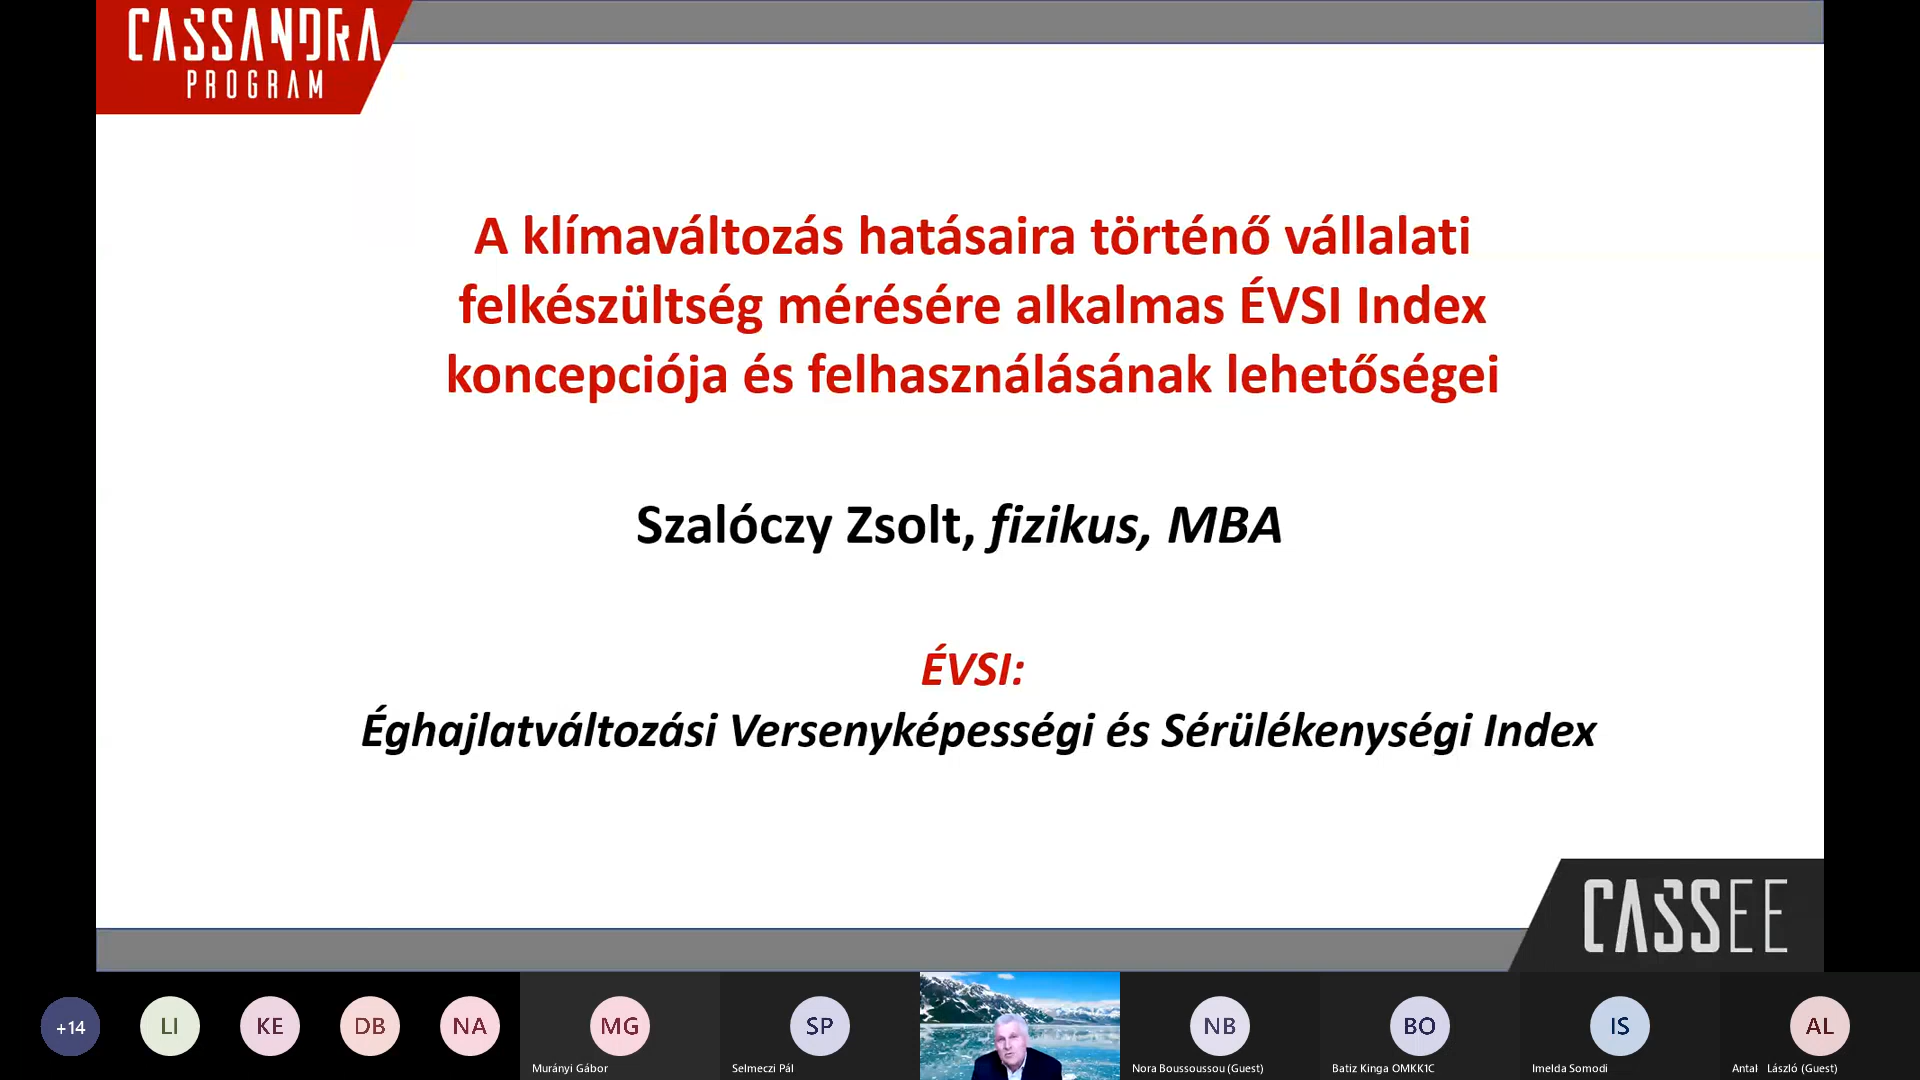 CASSANDRA
PROGRAM
A klímaváltozás hatásaira történő vállalati
felkészültség mérésére alkalmas ÉVSI Index
koncepciója és felhasználásának lehetőségei
Szalóczy Zsolt, fizikus, MBA
ÉVSI:
Éghajlatváltozási Versenyképességi és Sérülékenységi Index
CASSEE
+14
LI
KE
DB
NA
MG
SP
NB
BO
IS
AL
Murányi Gábor
Selmeczi Pál
Nora Boussoussou (Guest)
Batiz Kinga OMKK1C
Imelda Somodi
Antal László (Guest)